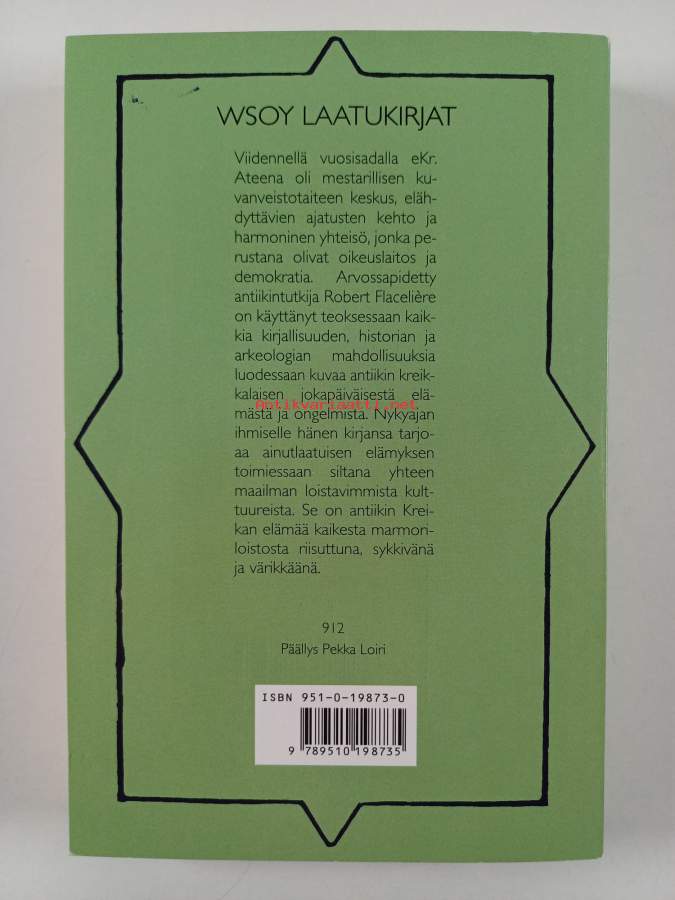 WSOY LAATUKIRJAT
Viidennellä vuosisadalla eKr.
Ateena oli mestarillisen ku-
vanveistotaiteen keskus, eläh-
dyttävien ajatusten kehto ja
harmoninen yhteisö, jonka pe-
rustana olivat oikeuslaitos ja
demokratia. Arvossapidetty
antiikintutkija Robert Flacelière
on käyttänyt teoksessaan kaik-
kia kirjallisuuden, historian ja
arkeologian mahdollisuuksia
luodessaan kuvaa antiikin kreik-
kalaisen jokapäiväisestä elä-
Antikvariaatti.net
mästä ja ongelmista. Nykyajan
ihmiselle hänen kirjansa tarjo-
aa ainutlaatuisen elämyksen
toimiessaan siltana yhteen
maailman loistavimmista kult-
tuureista. Se on antiikin Krei-
kan elämää kaikesta marmori-
loistosta riisuttuna, sykkivänä
ja värikkäänä.
912
Päällys Pekka Loiri
ISBN 951-0-19873-0
9 789510 198735